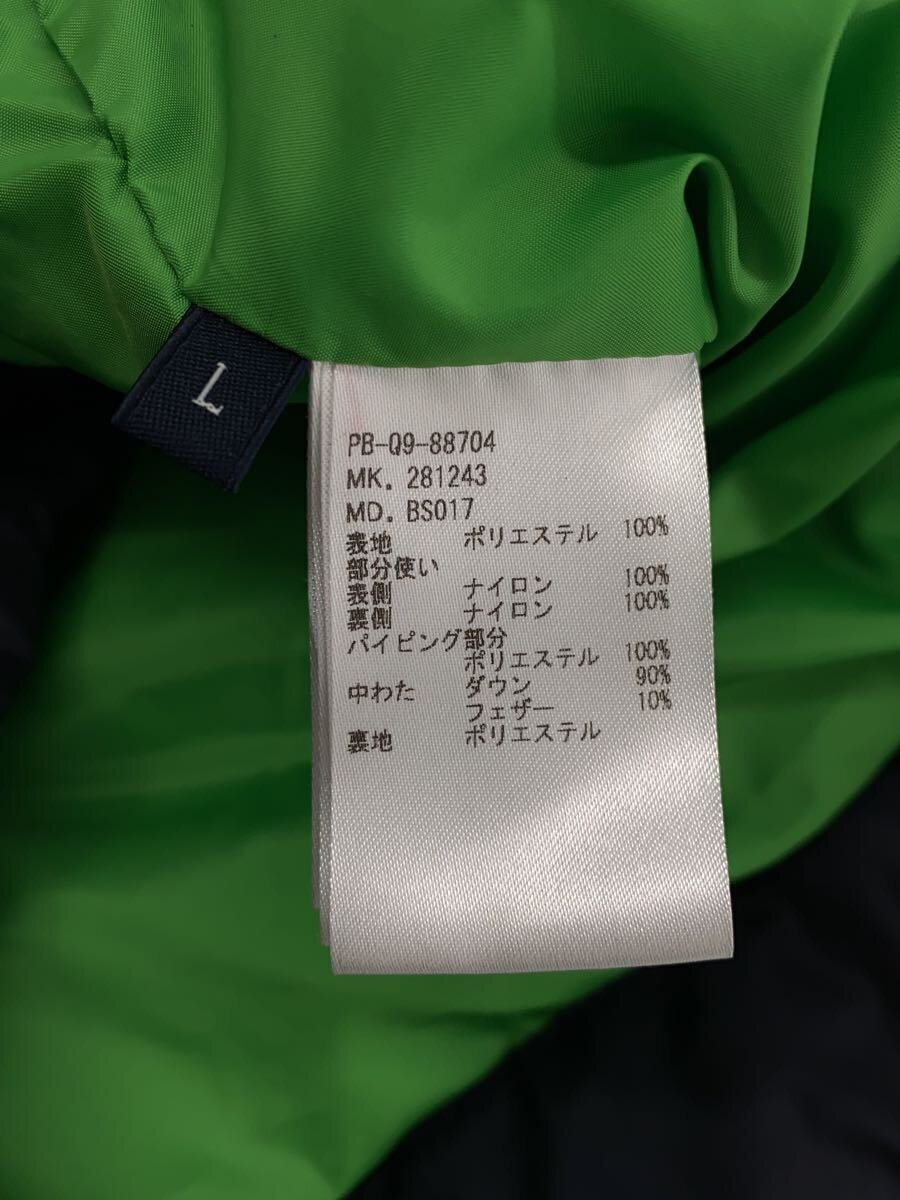 L
PB-Q9-88704
MK. 281243
MD. BS017
表地 ポリエステル 100%
部分使い
表側 ナイロン 100%
裏側 ナイロン 100%
パイピング部分
ポリエステル 100%
中わた ダウン 90%
フェザー 10%
裏地 ポリエステル